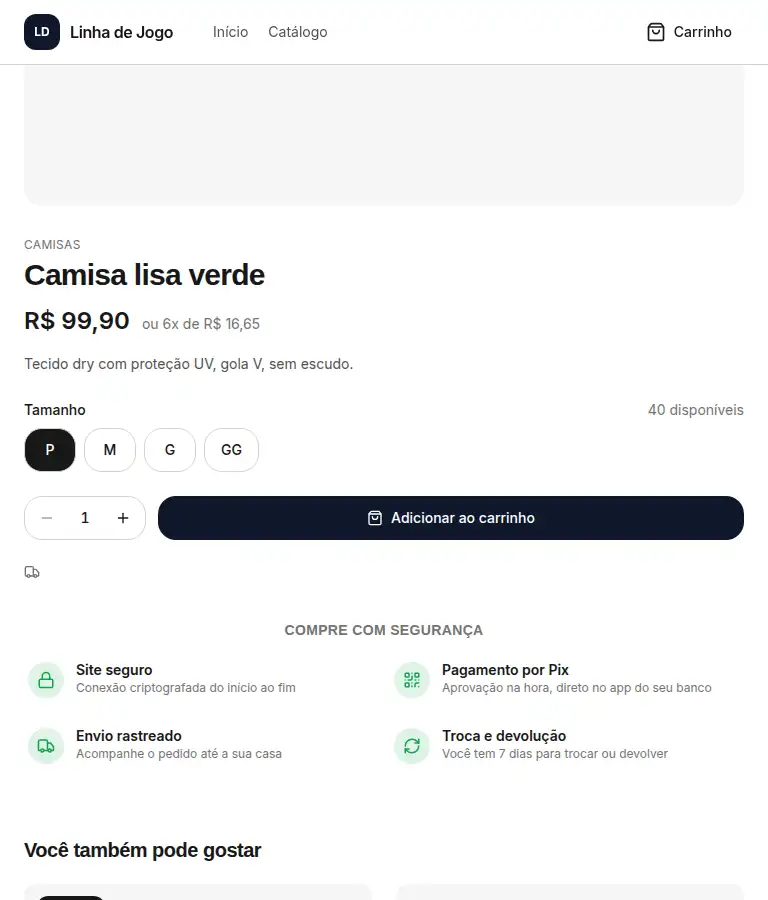 LD
Linha de Jogo
Início
Catálogo
Carrinho
CAMISAS
Camisa lisa verde
R$ 99,90 ou 6x de R$ 16,65
Tecido dry com proteção UV, gola V, sem escudo.
Tamanho
40 disponíveis
P
M
G
GG
1
Adicionar ao carrinho
COMPRE COM SEGURANÇA
Site seguro
Conexão criptografada do início ao fim
Pagamento por Pix
Aprovação na hora, direto no app do seu banco
Envio rastreado
Acompanhe o pedido até a sua casa
Troca e devolução
Você tem 7 dias para trocar ou devolver
Você também pode gostar